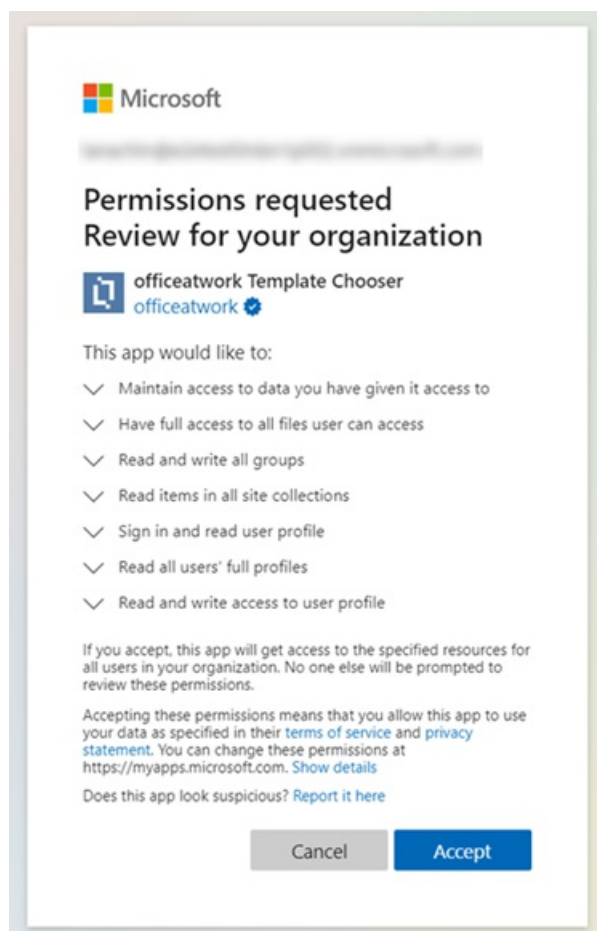 Microsoft
Permissions requested
Review for your organization
officeatwork Template Chooser
officeatwork
This app would like to:
Maintain access to data you have given it access to
Have full access to all files user can access
Read and write all groups
Read items in all site collections
Sign in and read user profile
Read all users' full profiles
Read and write access to user profile
If you accept, this app will get access to the specified resources for
all users in your organization. No one else will be prompted to
review these permissions.
Accepting these permissions means that you allow this app to use
your data as specified in their terms of service and privacy
statement. You can change these permissions at
https://myapps.microsoft.com. Show details
Does this app look suspicious? Report it here
Cancel Accept